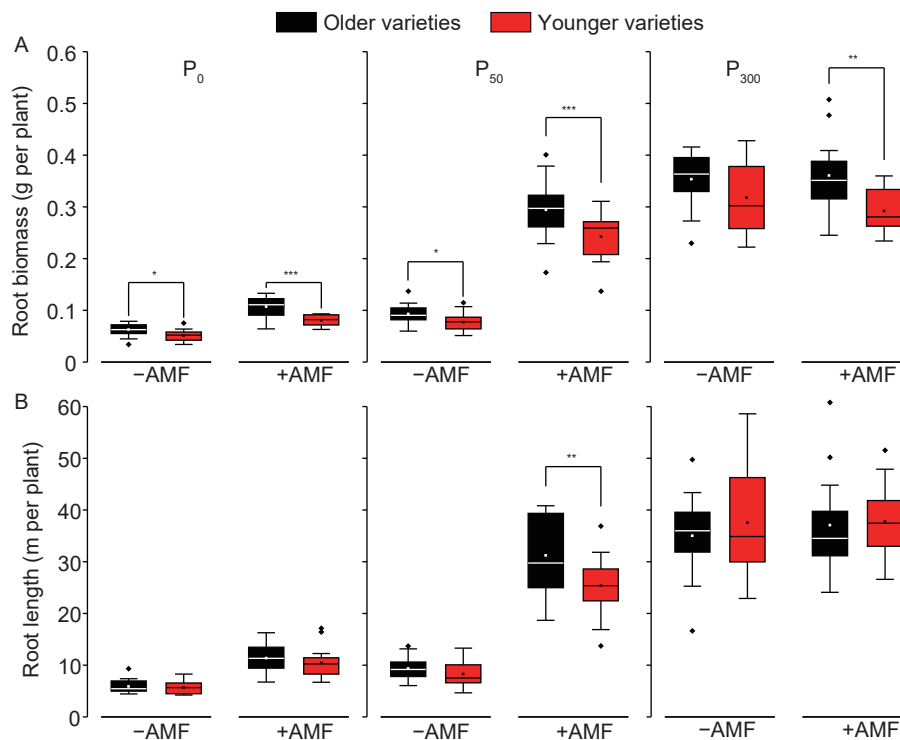 Older varieties Younger varieties
A
Root biomass (g per plant)
P0 P50 P300
0.6
0.5
0.4
0.3
0.2
0.1
0
* *** * *** **
−AMF +AMF −AMF +AMF −AMF +AMF
B
Root length (m per plant)
60
50
40
30
20
10
0
**
−AMF +AMF −AMF +AMF −AMF +AMF